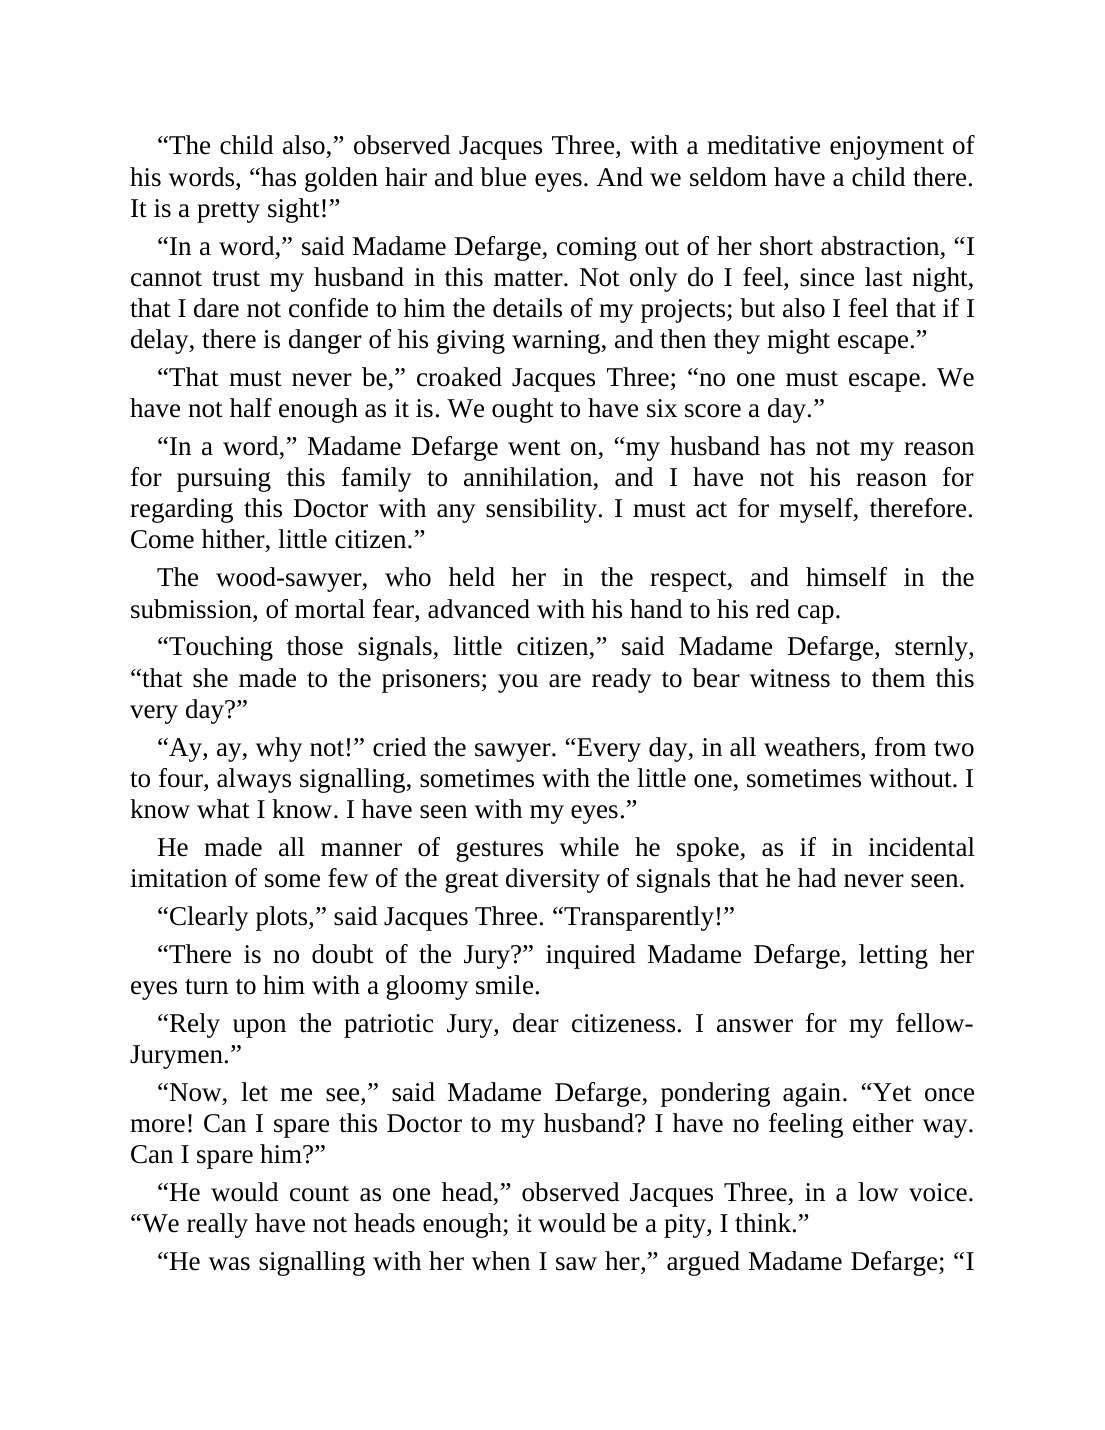 “The child also,” observed Jacques Three, with a meditative enjoyment of
his words, “has golden hair and blue eyes. And we seldom have a child there.
It is a pretty sight!”
“In a word,” said Madame Defarge, coming out of her short abstraction, “I
cannot trust my husband in this matter. Not only do I feel, since last night,
that I dare not confide to him the details of my projects; but also I feel that if I
delay, there is danger of his giving warning, and then they might escape.”
“That must never be,” croaked Jacques Three; “no one must escape. We
have not half enough as it is. We ought to have six score a day.”
“In a word,” Madame Defarge went on, “my husband has not my reason
for pursuing this family to annihilation, and I have not his reason for
regarding this Doctor with any sensibility. I must act for myself, therefore.
Come hither, little citizen.”
The wood-sawyer, who held her in the respect, and himself in the
submission, of mortal fear, advanced with his hand to his red cap.
“Touching those signals, little citizen,” said Madame Defarge, sternly,
“that she made to the prisoners; you are ready to bear witness to them this
very day?”
“Ay, ay, why not!” cried the sawyer. “Every day, in all weathers, from two
to four, always signalling, sometimes with the little one, sometimes without. I
know what I know. I have seen with my eyes.”
He made all manner of gestures while he spoke, as if in incidental
imitation of some few of the great diversity of signals that he had never seen.
“Clearly plots,” said Jacques Three. “Transparently!”
“There is no doubt of the Jury?” inquired Madame Defarge, letting her
eyes turn to him with a gloomy smile.
“Rely upon the patriotic Jury, dear citizeness. I answer for my fellow-
Jurymen.”
“Now, let me see,” said Madame Defarge, pondering again. “Yet once
more! Can I spare this Doctor to my husband? I have no feeling either way.
Can I spare him?”
“He would count as one head,” observed Jacques Three, in a low voice.
“We really have not heads enough; it would be a pity, I think.”
“He was signalling with her when I saw her,” argued Madame Defarge; “I